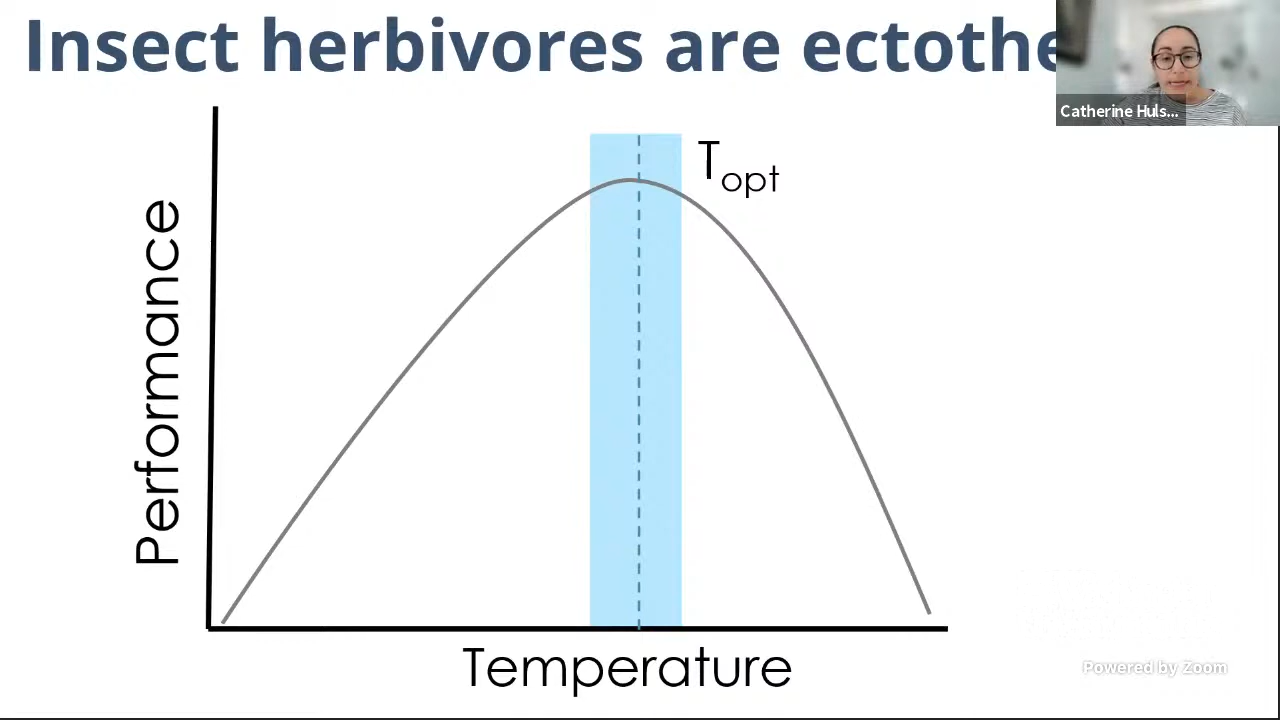 Insect herbivores are ectothe
Catherine Huls...
Topt
Performance
Temperature
Powered by Zoom